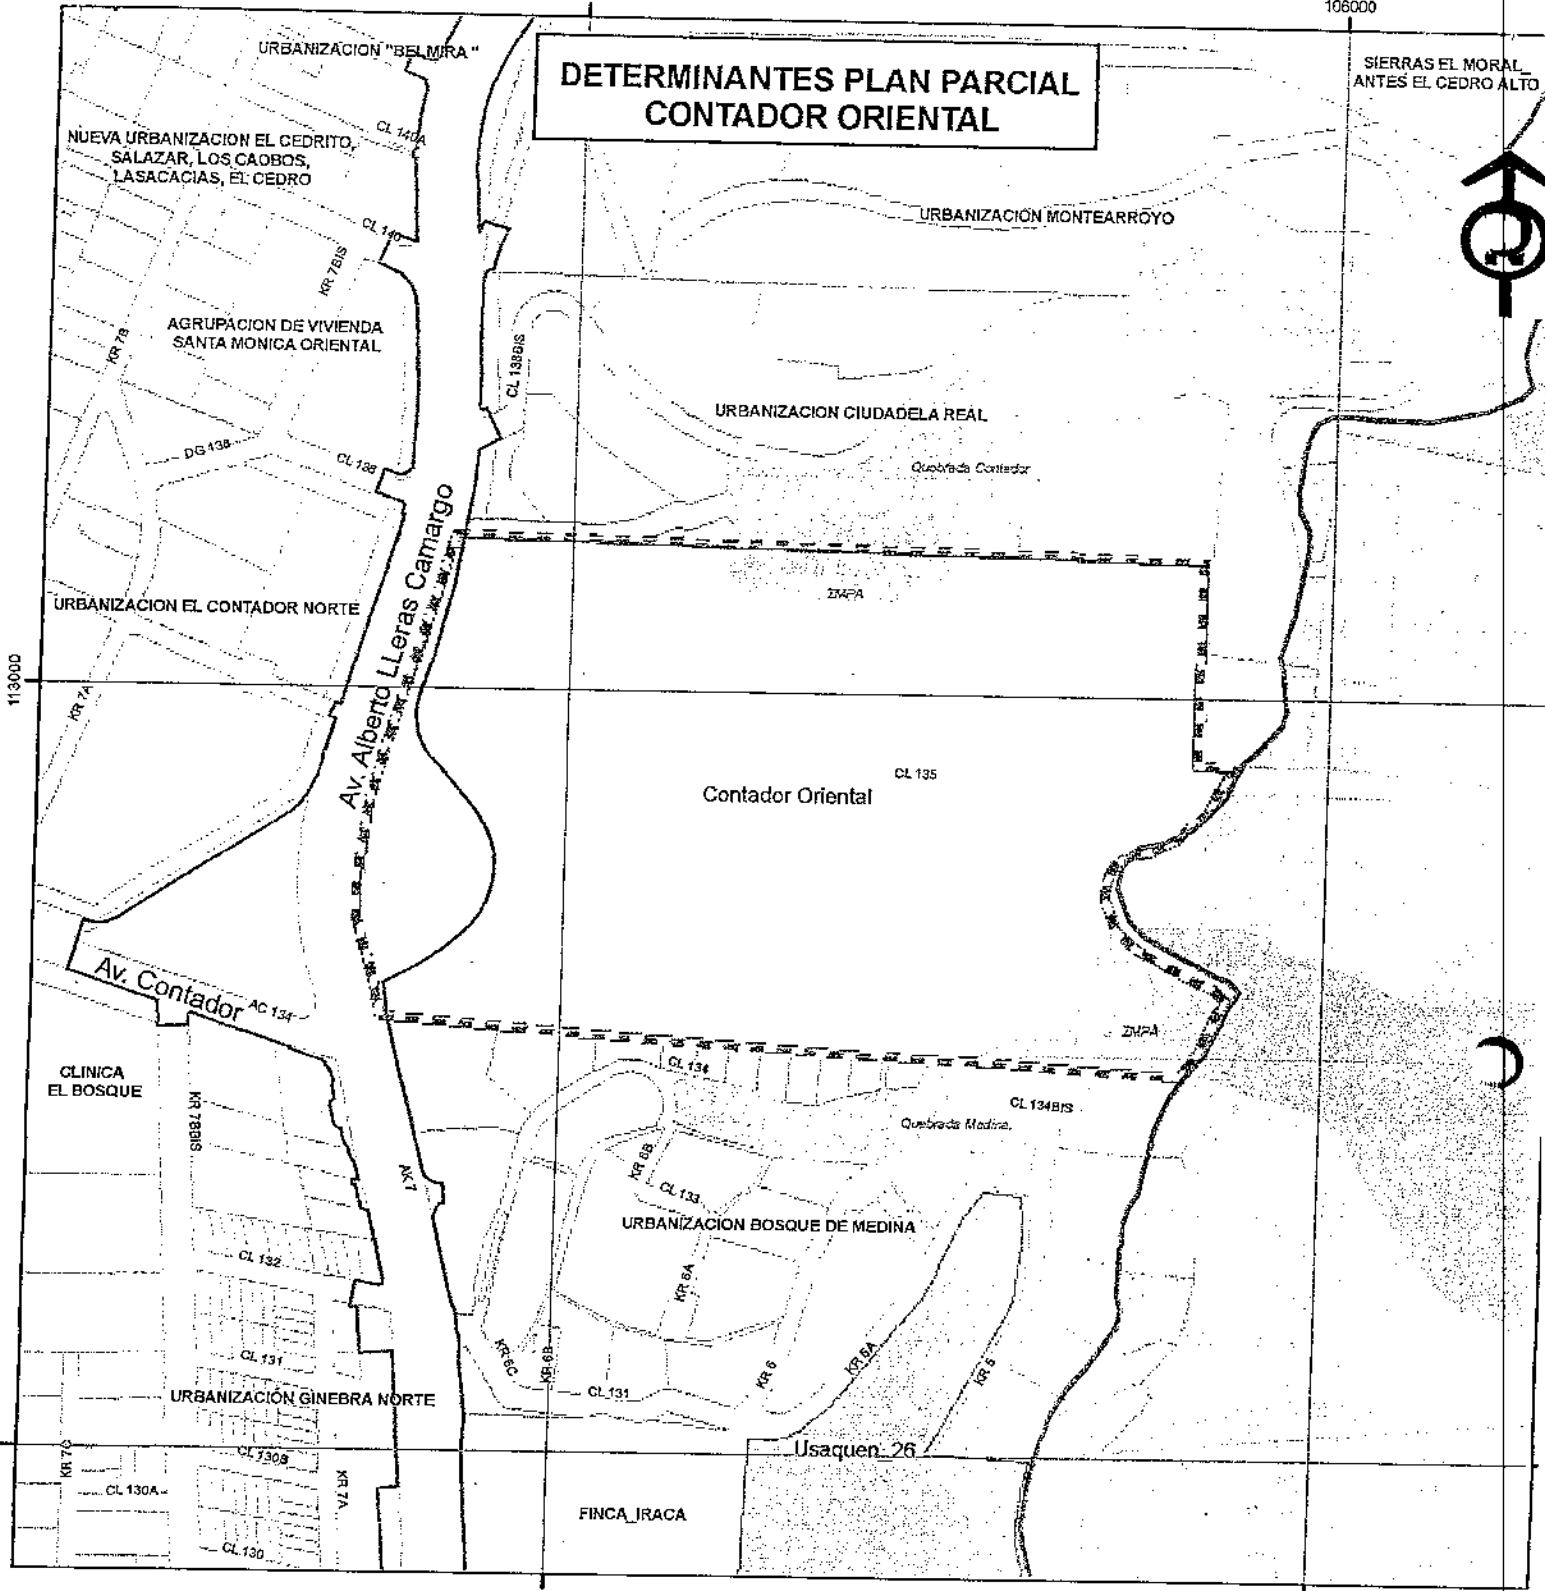 106000
URBANIZACION "BELMIRA"
DETERMINANTES PLAN PARCIAL
CONTADOR ORIENTAL
SIERRAS EL MORAL
ANTES EL CEDRO ALTO
CL 140A
NUEVA URBANIZACION EL CEDRITO,
SALAZAR, LOS CAOBOS,
LASACACIAS, EL CEDRO
URBANIZACION MONTEARROYO
CL 140
KR 7BIS
AGRUPACION DE VIVIENDA
SANTA MONICA ORIENTAL
KR 7B
CL 138BIS
URBANIZACION CIUDADELA REAL
DG 138
CL 138
Quebrada Contador
Av. Alberto LLeras Camargo
ZMPA
URBANIZACION EL CONTADOR NORTE
113000
KR 7A
CL 135
Contador Oriental
Av. Contador
AC 134
ZMPA
CLINICA
EL BOSQUE
CL 134
KR 7BBIS
CL 134BIS
Quebrada Medina
AK 7
KR 6B
CL 133
URBANIZACION BOSQUE DE MEDINA
CL 132
KR 6A
CL 131
KR 6C
KR 6B
KR 6
KR 5A
KR 5
CL 131
URBANIZACIÓN GINEBRA NORTE
KR 7C
CL 130B
Usaquen 26
CL 130A
KR 7A
FINCA_IRACA
CL 130